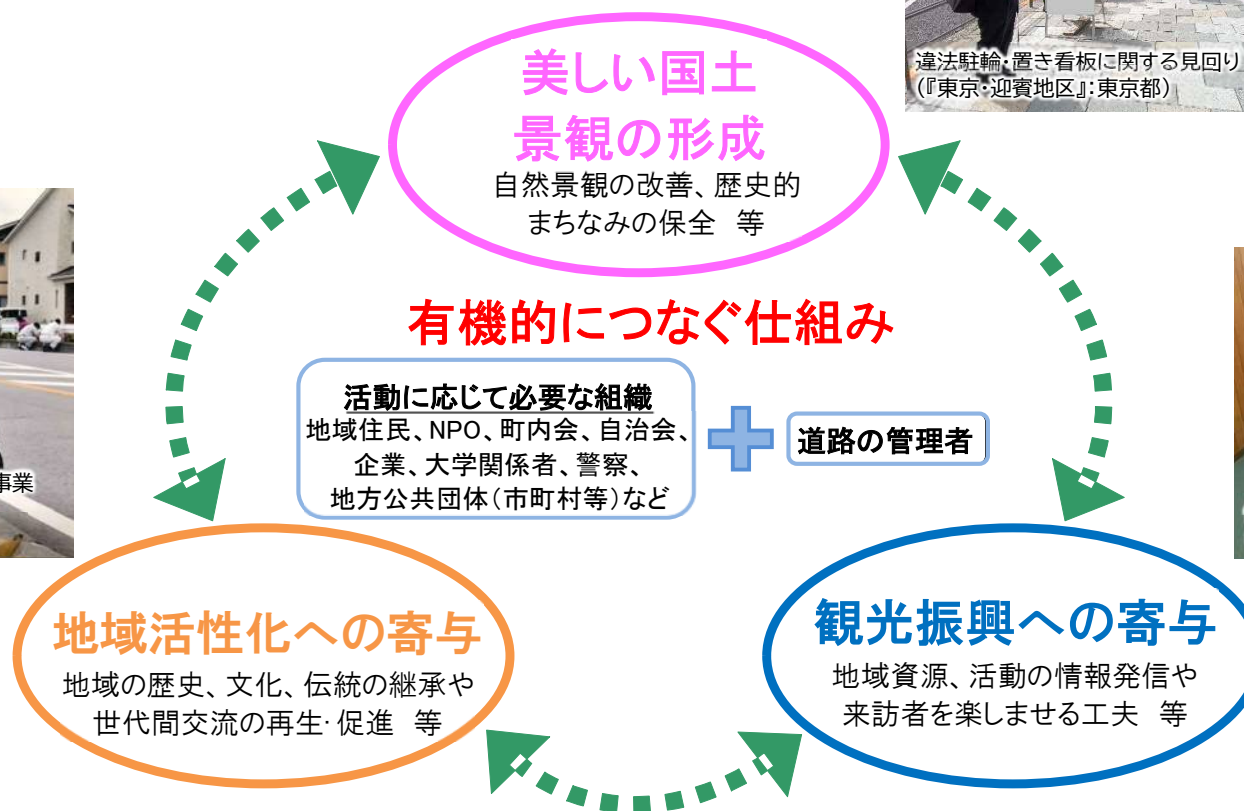 違法駐輪・置き看板に関する見回り
(『東京・迎賓地区』:東京都)
美しい国土
景観の形成
自然景観の改善、歴史的
まちなみの保全 等
有機的につなぐ仕組み
活動に応じて必要な組織
地域住民、NPO、町内会、自治会、
企業、大学関係者、警察、
地方公共団体(市町村等)など
道路の管理者
事業
地域活性化への寄与
地域の歴史、文化、伝統の継承や
世代間交流の再生・促進 等
観光振興への寄与
地域資源、活動の情報発信や
来訪者を楽しませる工夫 等